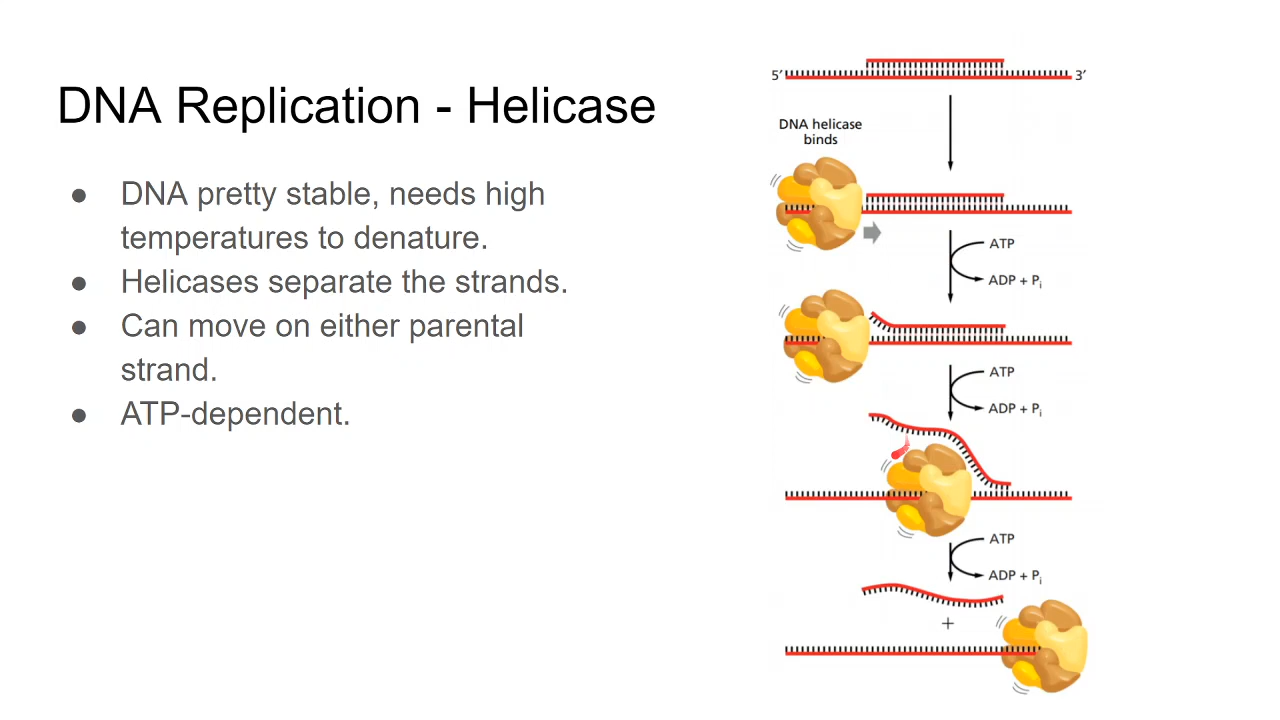 DNA Replication - Helicase
● DNA pretty stable, needs high
temperatures to denature.
● Helicases separate the strands.
● Can move on either parental
strand.
● ATP-dependent.
5′ 3′
DNA helicase
binds
ATP
ADP + Pi
ATP
ADP + Pi
ATP
ADP + Pi
+